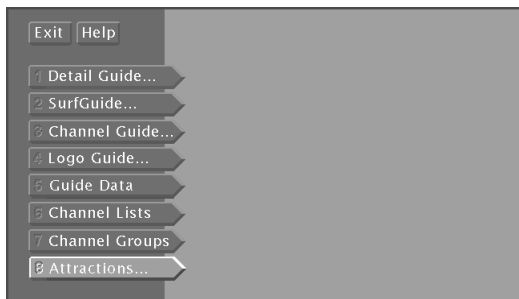 Exit Help
1 Detail Guide...
2 SurfGuide...
3 Channel Guide...
4 Logo Guide...
5 Guide Data
6 Channel Lists
7 Channel Groups
8 Attractions...